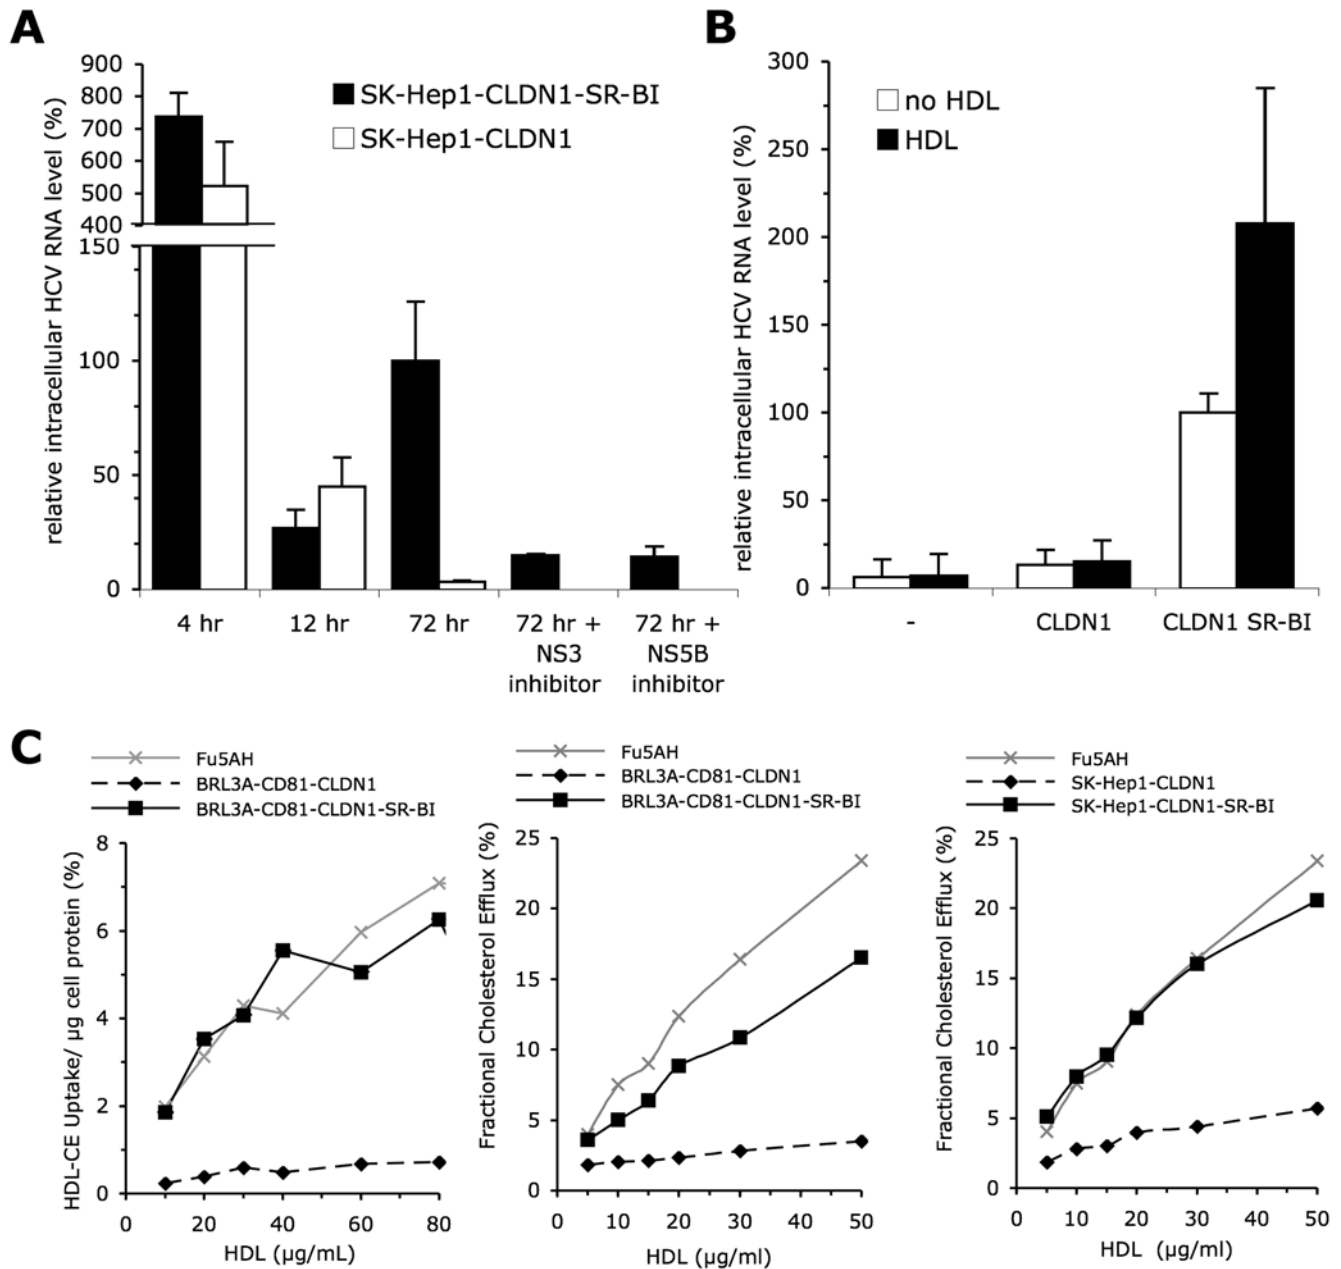 A
relative intracellular HCV RNA level (%)
900
800
700
600
500
400
150
100
50
0
SK-Hep1-CLDN1-SR-BI
SK-Hep1-CLDN1
4 hr
12 hr
72 hr
72 hr +
NS3
inhibitor
72 hr +
NS5B
inhibitor
B
relative intracellular HCV RNA level (%)
300
250
200
150
100
50
0
no HDL
HDL
-
CLDN1
CLDN1 SR-BI
C
Fu5AH
BRL3A-CD81-CLDN1
BRL3A-CD81-CLDN1-SR-BI
HDL-CE Uptake/ µg cell protein (%)
8
6
4
2
0
0 20 40 60 80
HDL (µg/mL)
Fu5AH
BRL3A-CD81-CLDN1
BRL3A-CD81-CLDN1-SR-BI
Fractional Cholesterol Efflux (%)
25
20
15
10
5
0
0 10 20 30 40 50
HDL (µg/ml)
Fu5AH
SK-Hep1-CLDN1
SK-Hep1-CLDN1-SR-BI
Fractional Cholesterol Efflux (%)
25
20
15
10
5
0
0 10 20 30 40 50
HDL (µg/ml)